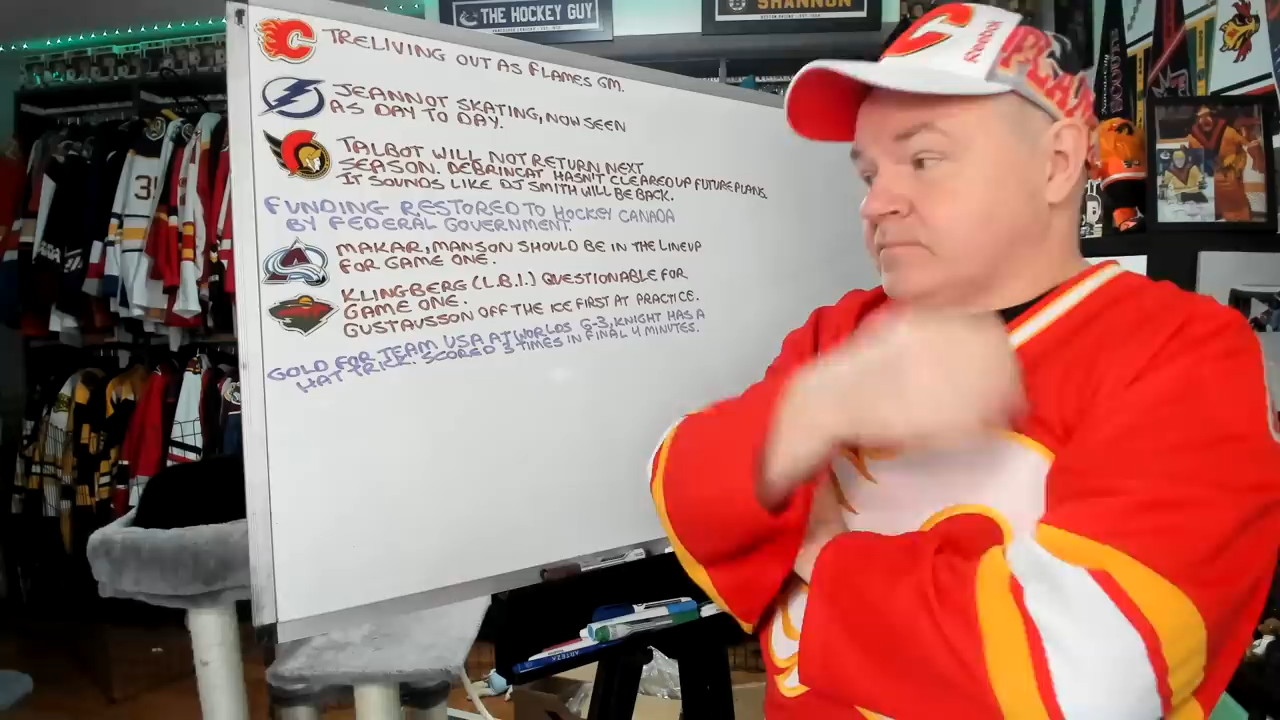 THE HOCKEY GUY
SHANNON
TRELIVING OUT AS FLAMES GM.
JEANNOT SKATING, NOW SEEN
AS DAY TO DAY.
TALBOT WILL NOT RETURN NEXT
SEASON. DEBRINCAT HASN'T CLEARED UP FUTURE PLANS.
IT SOUNDS LIKE DJ SMITH WILL BE BACK.
FUNDING RESTORED TO HOCKEY CANADA
BY FEDERAL GOVERNMENT.
MAKAR, MANSON SHOULD BE IN THE LINEUP
FOR GAME ONE.
KLINGBERG (L.B.I.) QUESTIONABLE FOR
GAME ONE.
GUSTAVSSON OFF THE ICE FIRST AT PRACTICE.
GOLD FOR TEAM USA AT WORLDS 6-3, KNIGHT HAS A
HAT TRICK. SCORED 3 TIMES IN FINAL 4 MINUTES.
Reebok